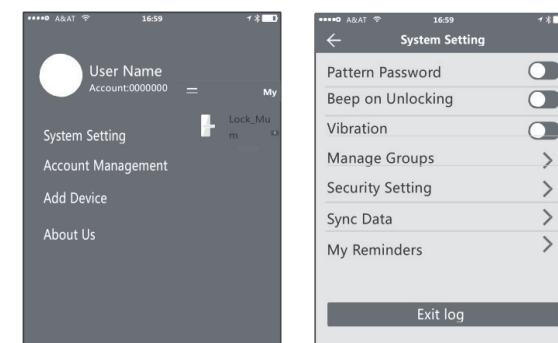 A&AT
16:59
User Name
Account:0000000
My
Lock_Mu
m
System Setting
Account Management
Add Device
About Us
A&AT
16:59
System Setting
Pattern Password
Beep on Unlocking
Vibration
Manage Groups
Security Setting
Sync Data
My Reminders
Exit log